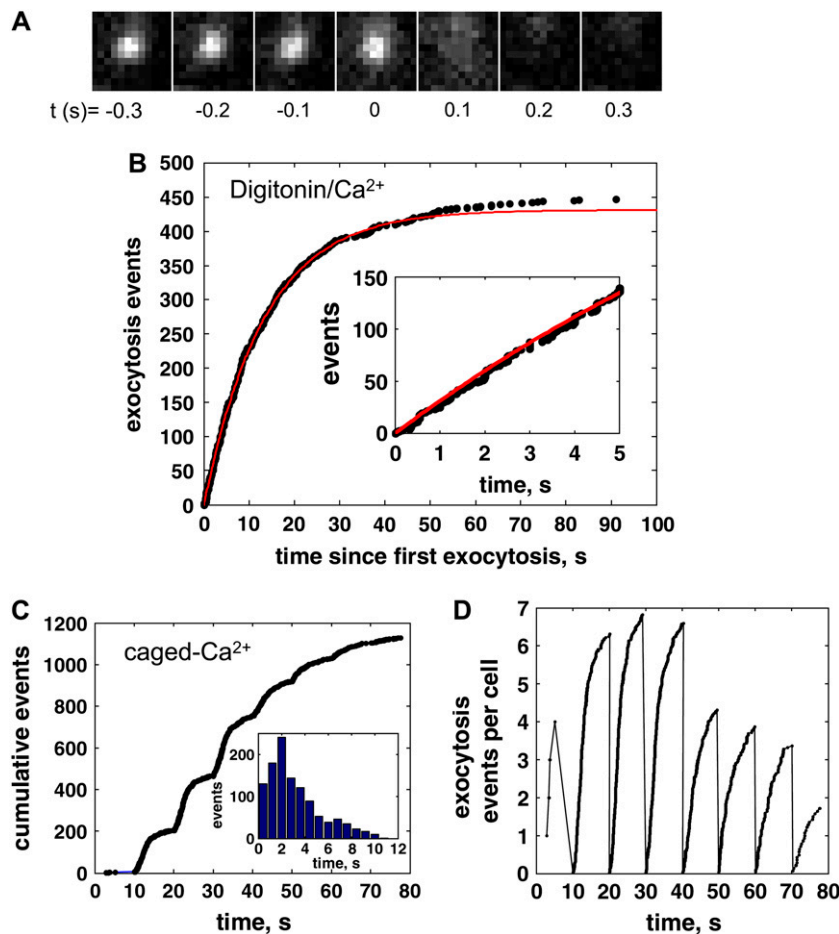 A
t (s)= -0.3 -0.2 -0.1 0 0.1 0.2 0.3
B
Digitonin/Ca²⁺
exocytosis events
500
450
400
350
300
250
200
150
100
50
0
0 10 20 30 40 50 60 70 80 90 100
time since first exocytosis, s
events
150
100
50
0
0 1 2 3 4 5
time, s
C
caged-Ca²⁺
cumulative events
1200
1000
800
600
400
200
0
0 10 20 30 40 50 60 70 80
time, s
events
200
100
0
0 2 4 6 8 10 12
time, s
D
exocytosis
events per cell
7
6
5
4
3
2
1
0
0 10 20 30 40 50 60 70 80
time, s